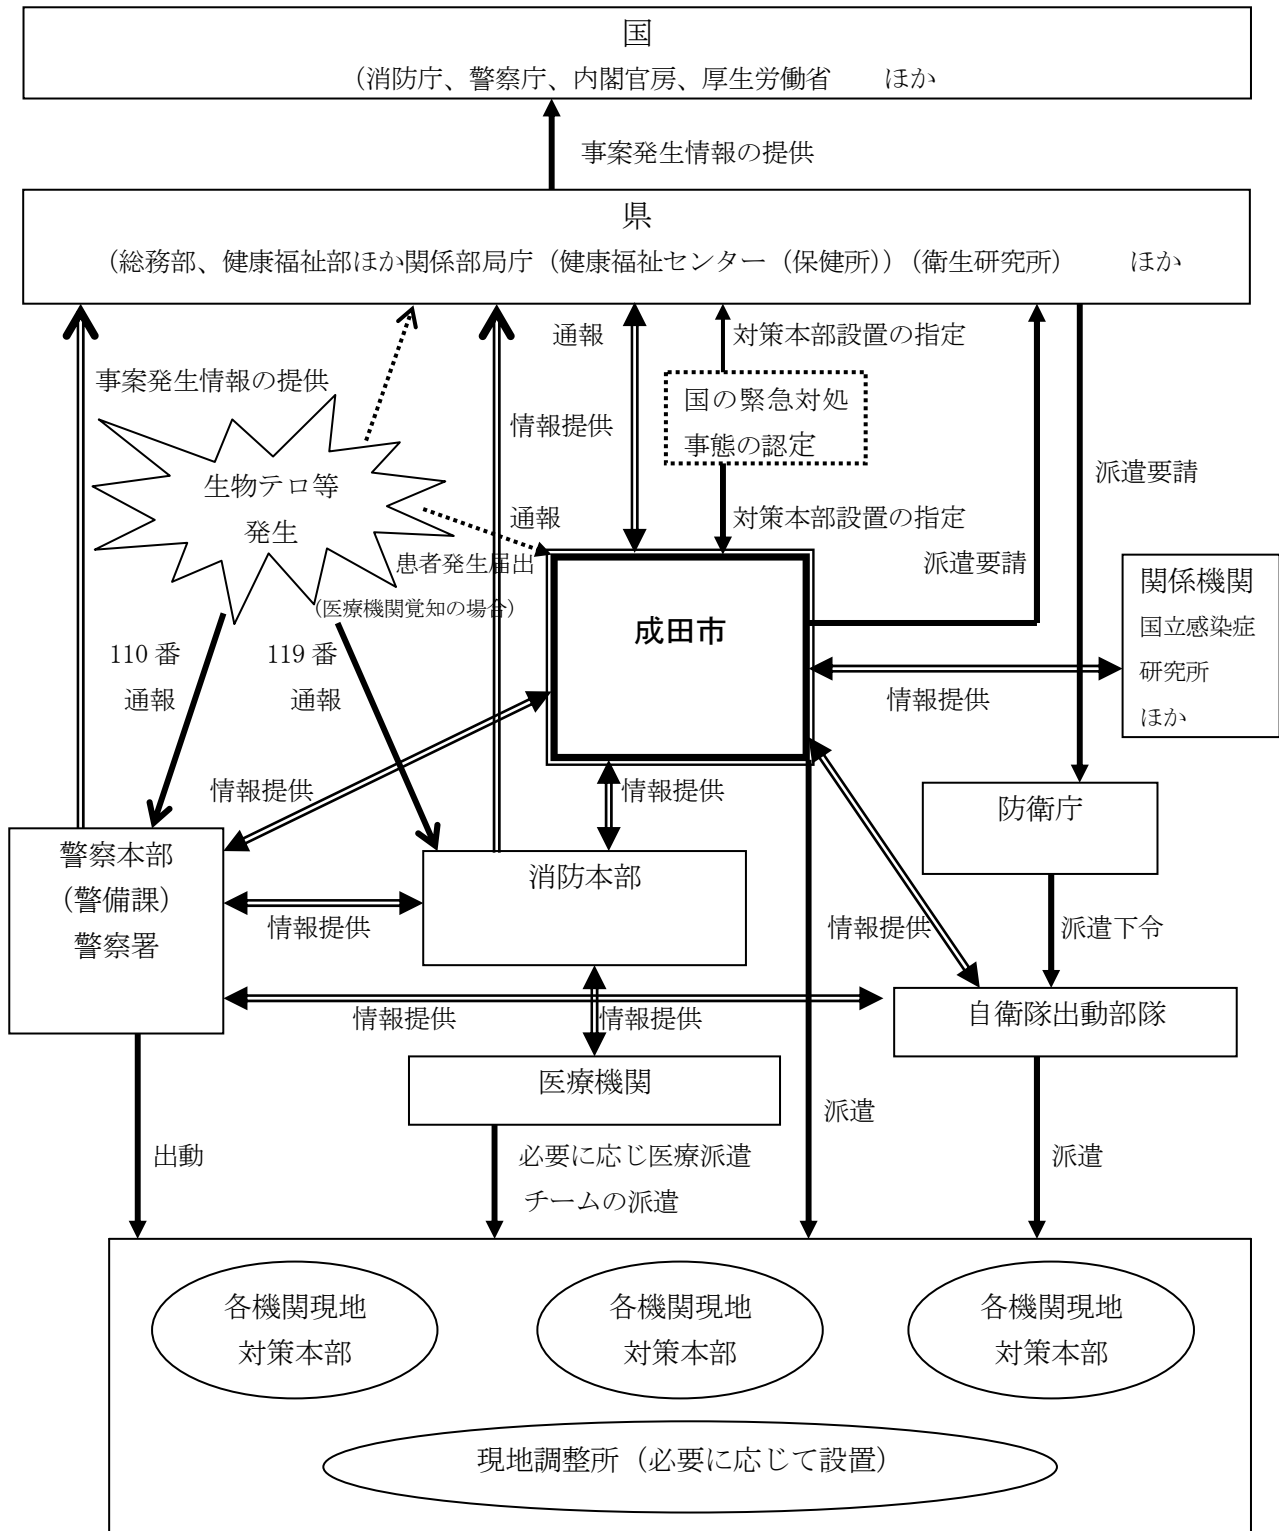 国
（消防庁、警察庁、内閣官房、厚生労働省　　ほか
事案発生情報の提供
県
（総務部、健康福祉部ほか関係部局庁（健康福祉センター（保健所））（衛生研究所）　　ほか
通報
対策本部設置の指定
事案発生情報の提供
情報提供
国の緊急対処
事態の認定
派遣要請
生物テロ等
発生
通報
対策本部設置の指定
患者発生届出
（医療機関覚知の場合）
派遣要請
関係機関
国立感染症
研究所
ほか
成田市
110 番
通報
119 番
通報
情報提供
情報提供
情報提供
防衛庁
警察本部
（警備課）
警察署
消防本部
情報提供
情報提供
派遣下令
情報提供
情報提供
自衛隊出動部隊
医療機関
派遣
出動
必要に応じ医療派遣
チームの派遣
派遣
各機関現地
対策本部
各機関現地
対策本部
各機関現地
対策本部
現地調整所（必要に応じて設置）